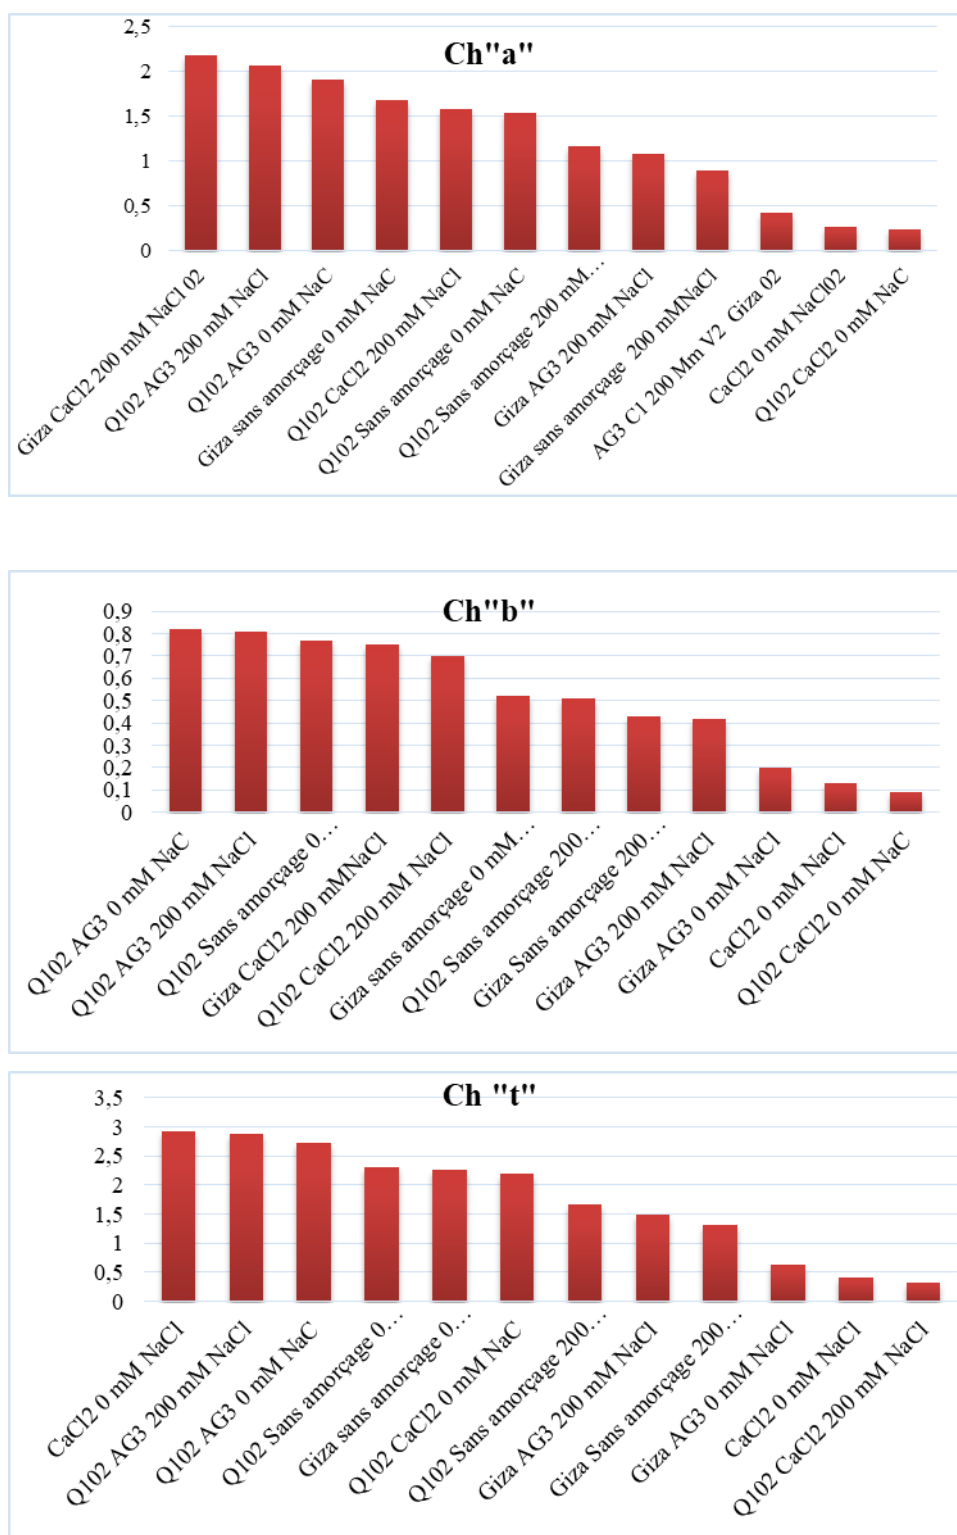 Ch"a"
2,5
2
1,5
1
0,5
0
Giza CaCl2 200 mM NaCl 02
Q102 AG3 200 mM NaCl
Q102 AG3 0 mM NaC
Giza sans amorçage 0 mM NaC
Q102 CaCl2 200 mM NaCl
Q102 Sans amorçage 0 mM NaC
Q102 Sans amorçage 200 mM…
Giza AG3 200 mM NaCl
Giza sans amorçage 200 mMNaCl
AG3 C1 200 Mm V2 Giza 02
CaCl2 0 mM NaCl02
Q102 CaCl2 0 mM NaC
Ch"b"
0,9
0,8
0,7
0,6
0,5
0,4
0,3
0,2
0,1
0
Q102 AG3 0 mM NaC
Q102 AG3 200 mM NaCl
Q102 Sans amorçage 0…
Giza CaCl2 200 mMNaCl
Q102 CaCl2 200 mM NaCl
Giza sans amorçage 0 mM…
Q102 Sans amorçage 200…
Giza Sans amorçage 200…
Giza AG3 200 mM NaCl
Giza AG3 0 mM NaCl
CaCl2 0 mM NaCl
Q102 CaCl2 0 mM NaC
Ch "t"
3,5
3
2,5
2
1,5
1
0,5
0
CaCl2 0 mM NaCl
Q102 AG3 200 mM NaCl
Q102 AG3 0 mM NaC
Q102 Sans amorçage 0…
Giza sans amorçage 0…
Q102 CaCl2 0 mM NaC
Q102 Sans amorçage 200…
Giza AG3 200 mM NaCl
Giza Sans amorçage 200…
Giza AG3 0 mM NaCl
CaCl2 0 mM NaCl
Q102 CaCl2 200 mM NaCl